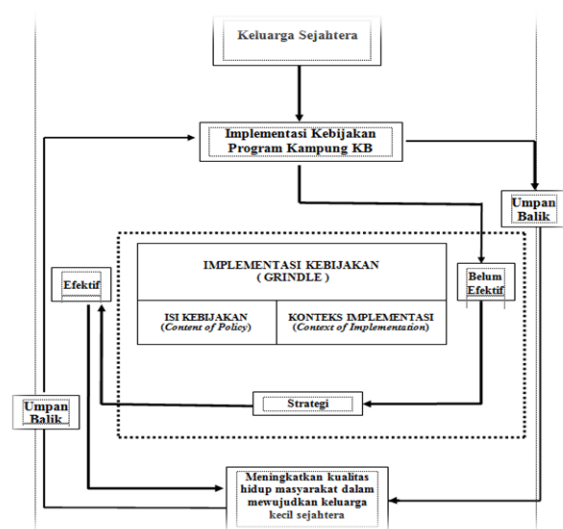 Keluarga Sejahtera
Implementasi Kebijakan
Program Kampung KB
Umpan
Balik
IMPLEMENTASI KEBIJAKAN
( GRINDLE )
Efektif
Belum
Efektif
ISI KEBIJAKAN
(Content of Policy)
KONTEKS IMPLEMENTASI
(Context of Implementation)
Strategi
Umpan
Balik
Meningkatkan kualitas
hidup masyarakat dalam
mewujudkan keluarga
kecil sejahtera